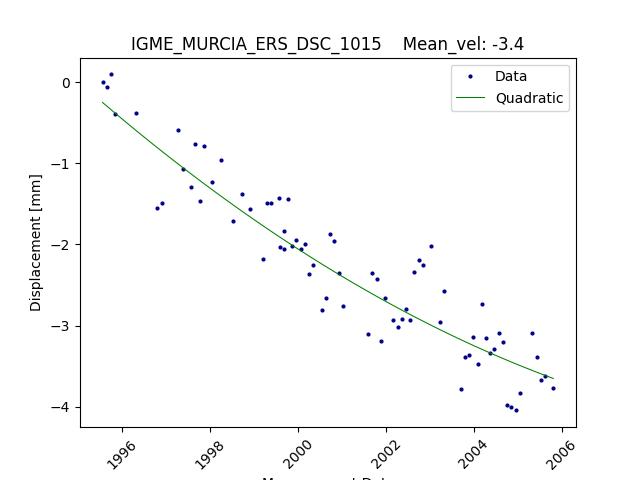 IGME_MURCIA_ERS_DSC_1015    Mean_vel: -3.4
Data
Quadratic
0
−1
−2
−3
−4
Displacement [mm]
1996
1998
2000
2002
2004
2006